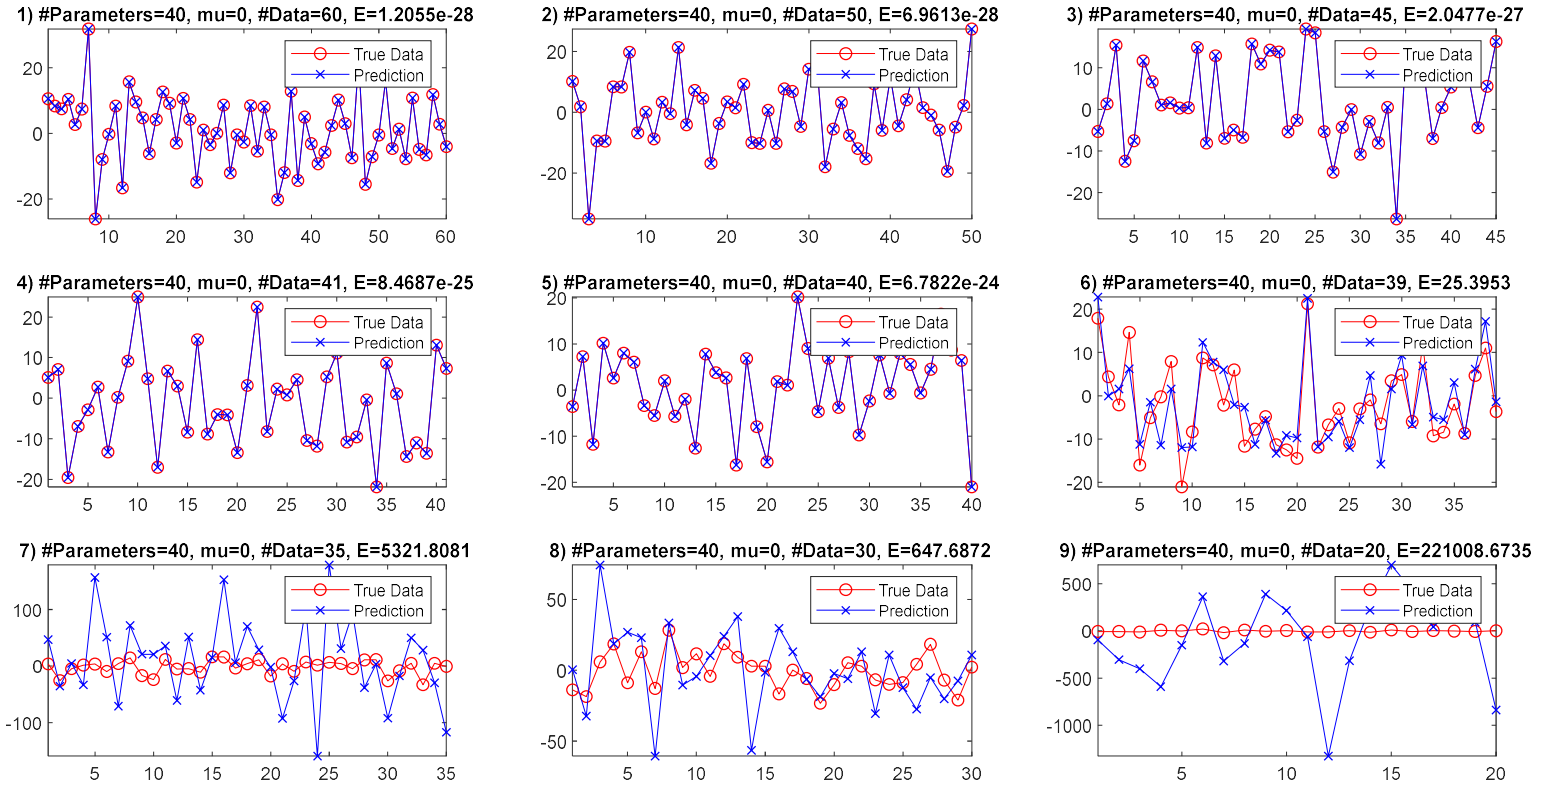 1) #Parameters=40, mu=0, #Data=60, E=1.2055e-28
True Data
Prediction
20
0
-20
10 20 30 40 50 60
2) #Parameters=40, mu=0, #Data=50, E=6.9613e-28
True Data
Prediction
20
0
-20
10 20 30 40 50
3) #Parameters=40, mu=0, #Data=45, E=2.0477e-27
True Data
Prediction
10
0
-10
-20
5 10 15 20 25 30 35 40 45
4) #Parameters=40, mu=0, #Data=41, E=8.4687e-25
True Data
Prediction
20
10
0
-10
-20
5 10 15 20 25 30 35 40
5) #Parameters=40, mu=0, #Data=40, E=6.7822e-24
True Data
Prediction
20
10
0
-10
-20
5 10 15 20 25 30 35 40
6) #Parameters=40, mu=0, #Data=39, E=25.3953
True Data
Prediction
20
10
0
-10
-20
5 10 15 20 25 30 35
7) #Parameters=40, mu=0, #Data=35, E=5321.8081
True Data
Prediction
100
0
-100
5 10 15 20 25 30 35
8) #Parameters=40, mu=0, #Data=30, E=647.6872
True Data
Prediction
50
0
-50
5 10 15 20 25 30
9) #Parameters=40, mu=0, #Data=20, E=221008.6735
True Data
Prediction
500
0
-500
-1000
5 10 15 20